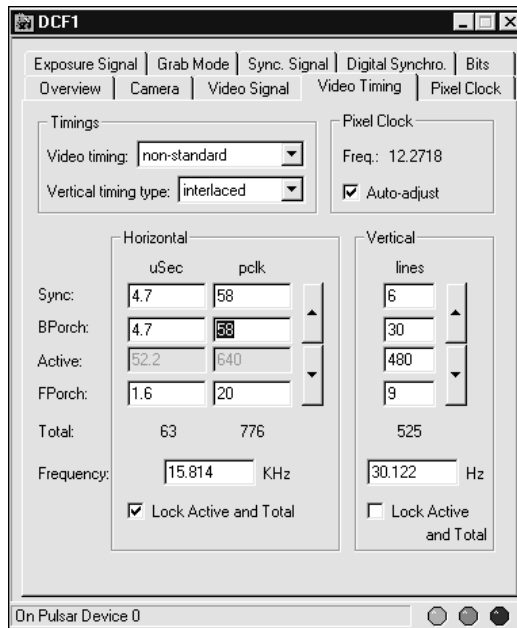 DCF1
Exposure Signal Grab Mode Sync. Signal Digital Synchro. Bits
Overview Camera Video Signal Video Timing Pixel Clock
Timings
Video timing: non-standard
Vertical timing type: interlaced
Pixel Clock
Freq.: 12.2718
Auto-adjust
Horizontal Vertical
uSec pclk lines
Sync: 4.7 58 6
BPorch: 4.7 58 30
Active: 52.2 640 480
FPorch: 1.6 20 9
Total: 63 776 525
Frequency: 15.814 KHz 30.122 Hz
Lock Active and Total
Lock Active and Total
On Pulsar Device 0